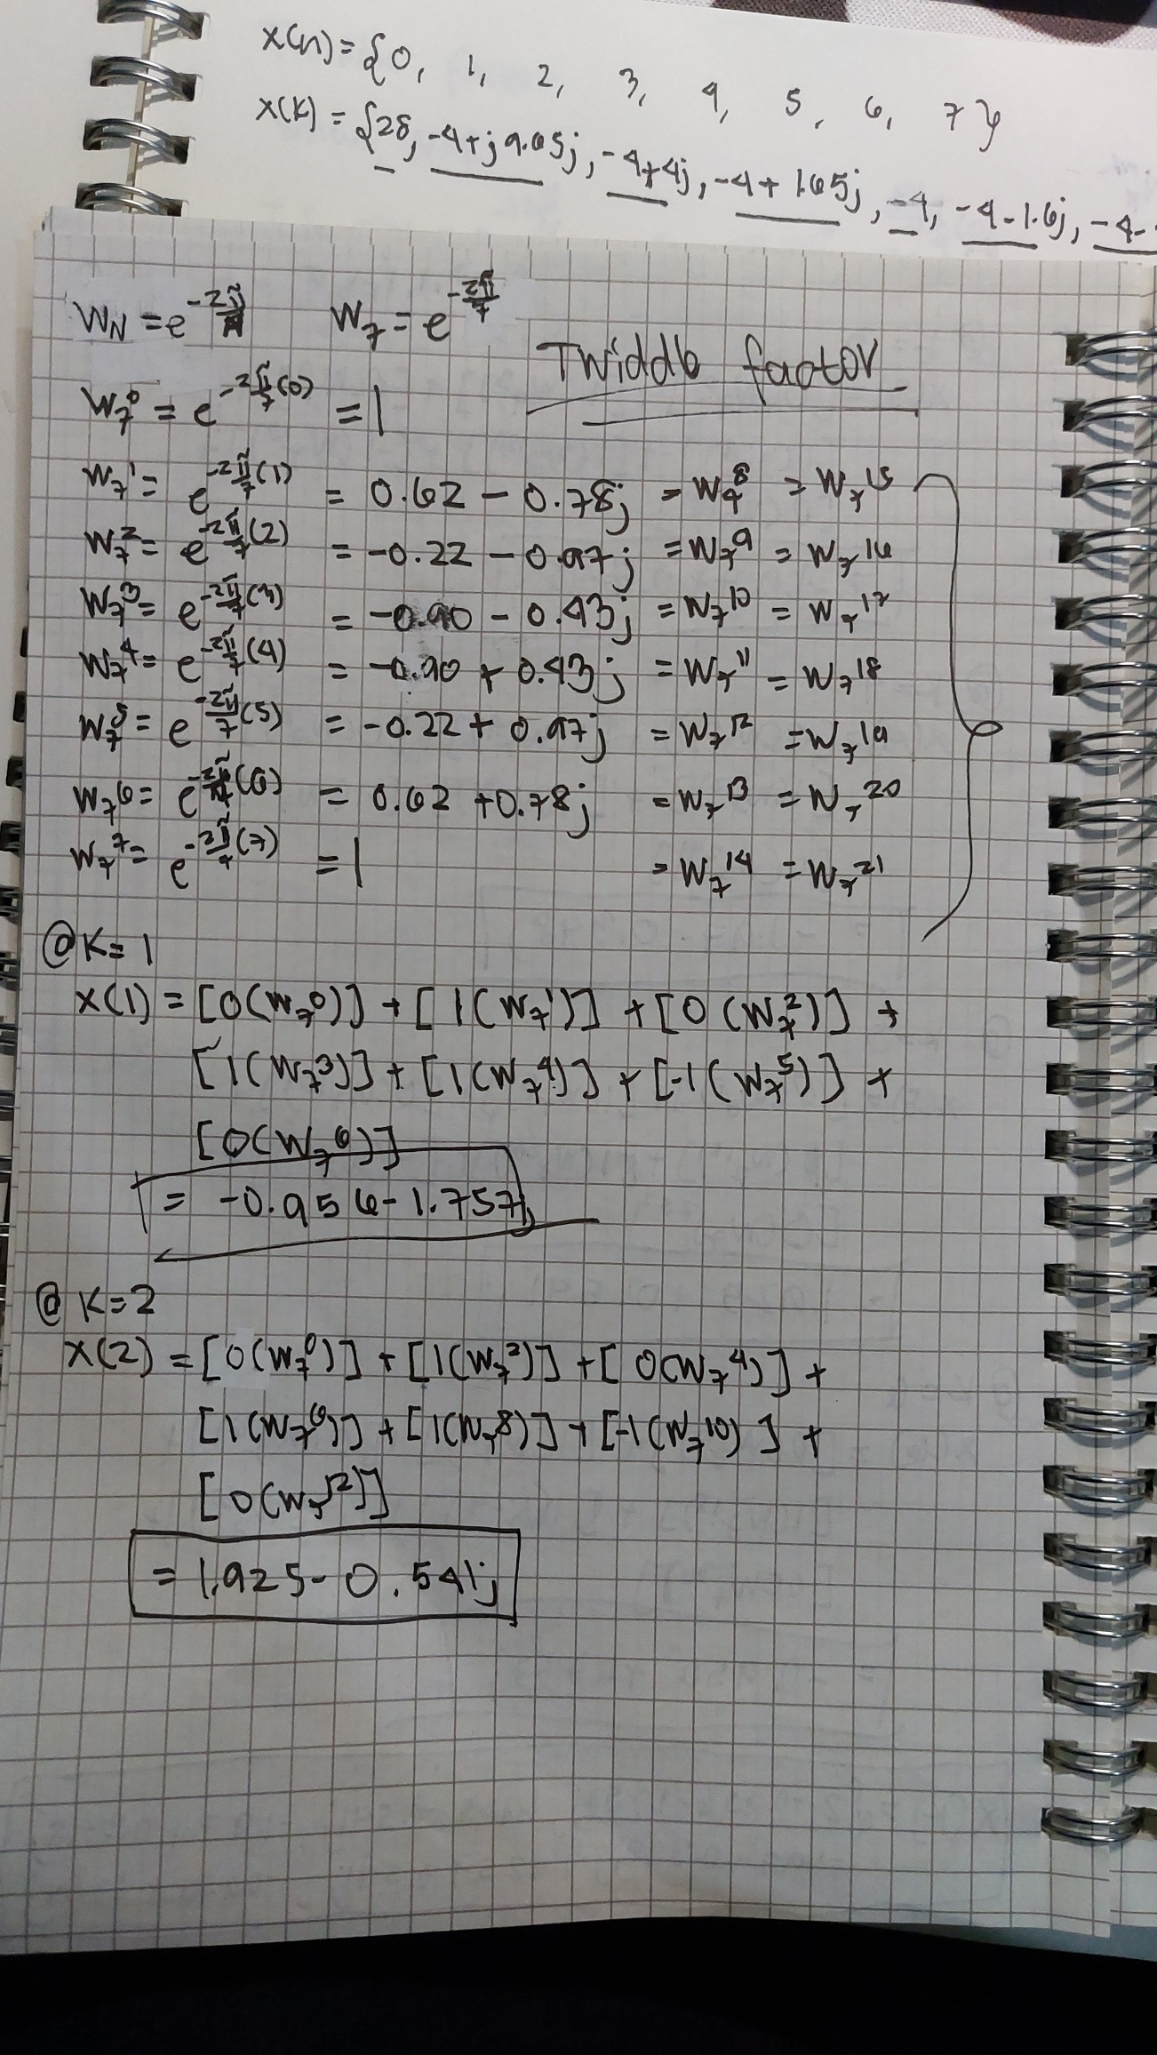 x(n) = {0, 1, 2, 3, 4, 5, 6, 7}
x(k) = {28, -4+j9.65j, -4+4j, -4+1.65j, -4, -4-1.6j, -4-
W_N = e^(-2π/N) W_7 = e^(-2π/7)
Twiddle factor
W_7^0 = e^(-2π/7(0)) = 1
W_7^1 = e^(-2π/7(1)) = 0.62 - 0.78j = W_7^8 = W_7^15
W_7^2 = e^(-2π/7(2)) = -0.22 - 0.97j = W_7^9 = W_7^16
W_7^3 = e^(-2π/7(3)) = -0.90 - 0.43j = W_7^10 = W_7^17
W_7^4 = e^(-2π/7(4)) = -0.90 + 0.43j = W_7^11 = W_7^18
W_7^5 = e^(-2π/7(5)) = -0.22 + 0.97j = W_7^12 = W_7^19
W_7^6 = e^(-2π/7(6)) = 0.62 + 0.78j = W_7^13 = W_7^20
W_7^7 = e^(-2π/7(7)) = 1 = W_7^14 = W_7^21
@ K = 1
x(1) = [0(W_7^0)] + [1(W_7^1)] + [0(W_7^2)] +
[1(W_7^3)] + [1(W_7^4)] + [-1(W_7^5)] +
[0(W_7^6)]
= -0.956 - 1.757j
@ K = 2
x(2) = [0(W_7^0)] + [1(W_7^2)] + [0(W_7^4)] +
[1(W_7^6)] + [1(W_7^8)] + [-1(W_7^10)] +
[0(W_7^12)]
= 1.925 - 0.541j